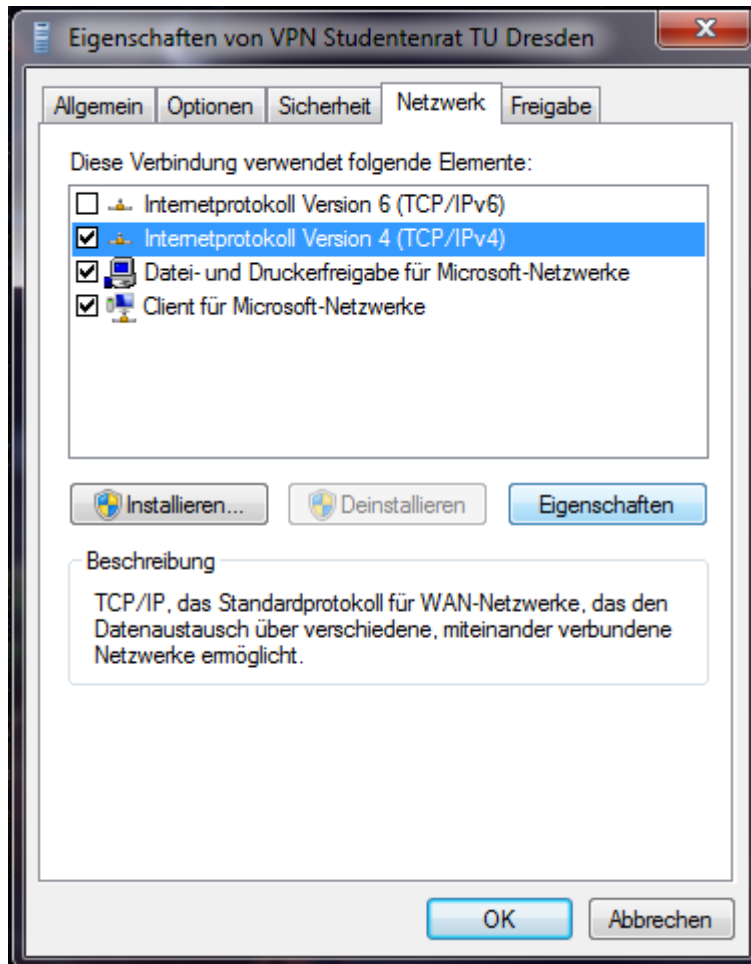 Eigenschaften von VPN Studentenrat TU Dresden
Allgemein Optionen Sicherheit Netzwerk Freigabe
Diese Verbindung verwendet folgende Elemente:
Internetprotokoll Version 6 (TCP/IPv6)
Internetprotokoll Version 4 (TCP/IPv4)
Datei- und Druckerfreigabe für Microsoft-Netzwerke
Client für Microsoft-Netzwerke
Installieren... Deinstallieren Eigenschaften
Beschreibung
TCP/IP, das Standardprotokoll für WAN-Netzwerke, das den
Datenaustausch über verschiedene, miteinander verbundene
Netzwerke ermöglicht.
OK Abbrechen